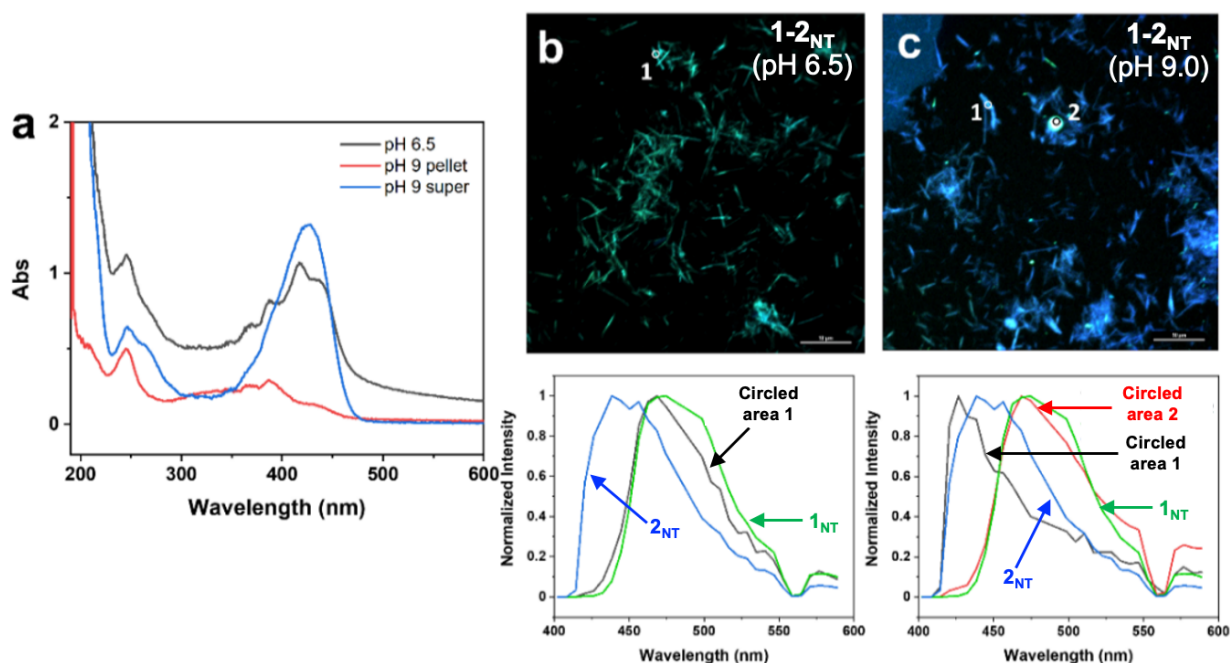 a
2
1
0
Abs
pH 6.5
pH 9 pellet
pH 9 super
200 300 400 500 600
Wavelength (nm)
b
1-2NT
(pH 6.5)
1
10 μm
c
1-2NT
(pH 9.0)
1
2
10 μm
Normalized Intensity
1
0.8
0.6
0.4
0.2
0
Circled
area 1
2NT
1NT
400 450 500 550 600
Wavelength (nm)
Normalized Intensity
1
0.8
0.6
0.4
0.2
0
Circled
area 2
Circled
area 1
1NT
2NT
400 450 500 550 600
Wavelength (nm)